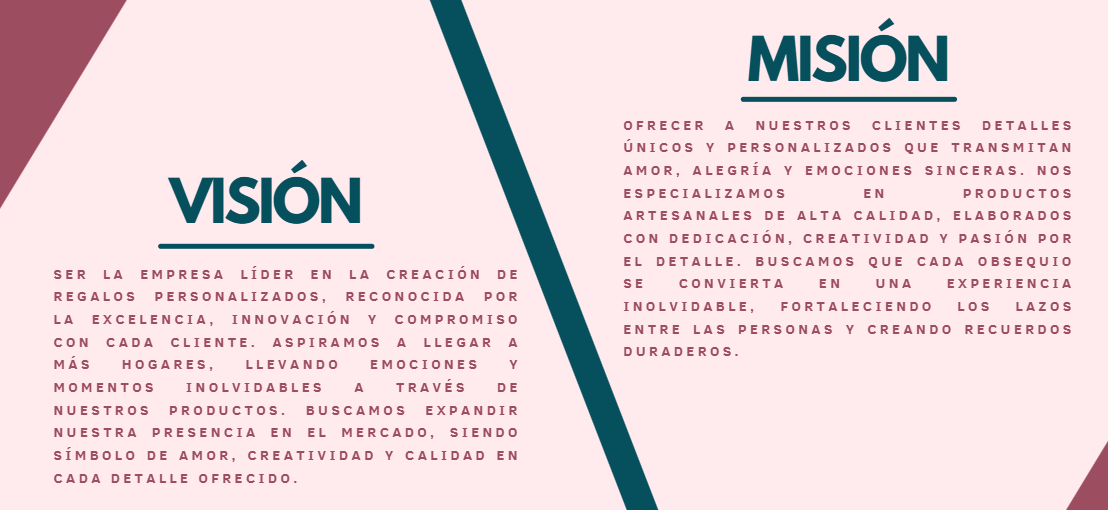 VISIÓN
SER LA EMPRESA LÍDER EN LA CREACIÓN DE
REGALOS PERSONALIZADOS, RECONOCIDA POR
LA EXCELENCIA, INNOVACIÓN Y COMPROMISO
CON CADA CLIENTE. ASPIRAMOS A LLEGAR A
MÁS HOGARES, LLEVANDO EMOCIONES Y
MOMENTOS INOLVIDABLES A TRAVÉS DE
NUESTROS PRODUCTOS. BUSCAMOS EXPANDIR
NUESTRA PRESENCIA EN EL MERCADO, SIENDO
SÍMBOLO DE AMOR, CREATIVIDAD Y CALIDAD EN
CADA DETALLE OFRECIDO.
MISIÓN
OFRECER A NUESTROS CLIENTES DETALLES
ÚNICOS Y PERSONALIZADOS QUE TRANSMITAN
AMOR, ALEGRÍA Y EMOCIONES SINCERAS. NOS
ESPECIALIZAMOS EN PRODUCTOS
ARTESANALES DE ALTA CALIDAD, ELABORADOS
CON DEDICACIÓN, CREATIVIDAD Y PASIÓN POR
EL DETALLE. BUSCAMOS QUE CADA OBSEQUIO
SE CONVIERTA EN UNA EXPERIENCIA
INOLVIDABLE, FORTALECIENDO LOS LAZOS
ENTRE LAS PERSONAS Y CREANDO RECUERDOS
DURADEROS.